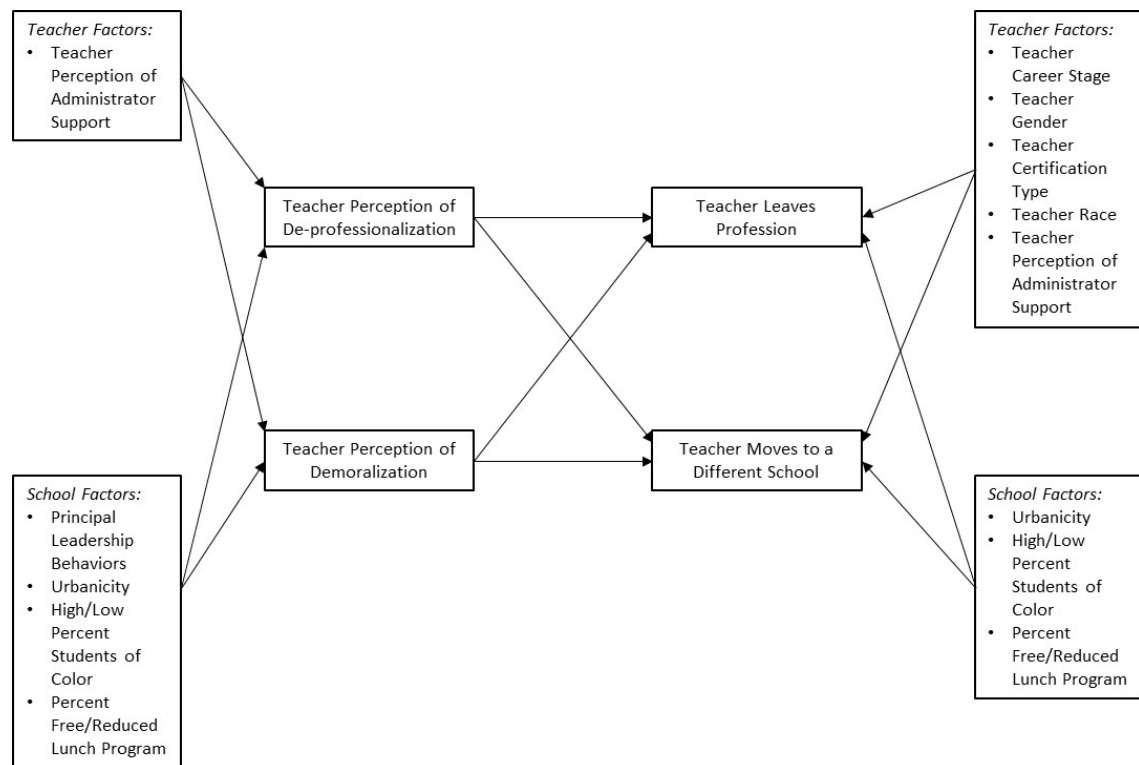 Teacher Factors:
• Teacher
Perception of
Administrator
Support
Teacher Factors:
• Teacher
Career Stage
• Teacher
Gender
• Teacher
Certification
Type
• Teacher Race
• Teacher
Perception of
Administrator
Support
Teacher Perception of
De-professionalization
Teacher Leaves
Profession
Teacher Perception of
Demoralization
Teacher Moves to a
Different School
School Factors:
• Principal
Leadership
Behaviors
• Urbanicity
• High/Low
Percent
Students of
Color
• Percent
Free/Reduced
Lunch Program
School Factors:
• Urbanicity
• High/Low
Percent
Students of
Color
• Percent
Free/Reduced
Lunch Program